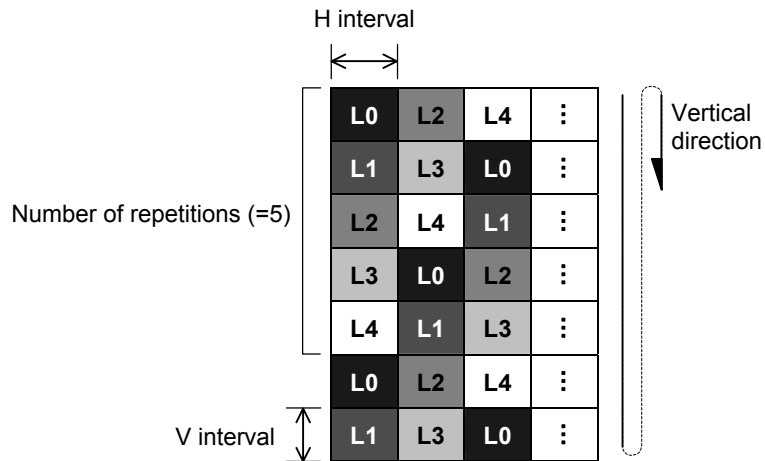 H interval
L0 L2 L4 ⋮
L1 L3 L0 ⋮
L2 L4 L1 ⋮
L3 L0 L2 ⋮
L4 L1 L3 ⋮
L0 L2 L4 ⋮
L1 L3 L0 ⋮
Number of repetitions (=5)
V interval
Vertical
direction